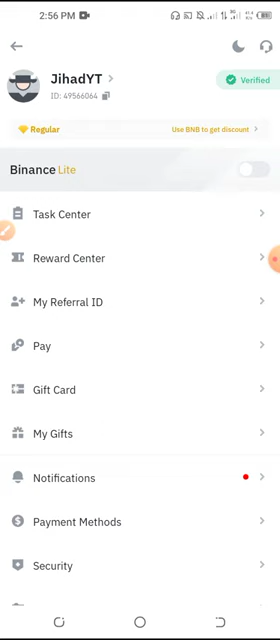 2:56 PM
JihadYT
Verified
ID: 49566064
Regular
Use BNB to get discount
Binance Lite
Task Center
Reward Center
My Referral ID
Pay
Gift Card
My Gifts
Notifications
Payment Methods
Security